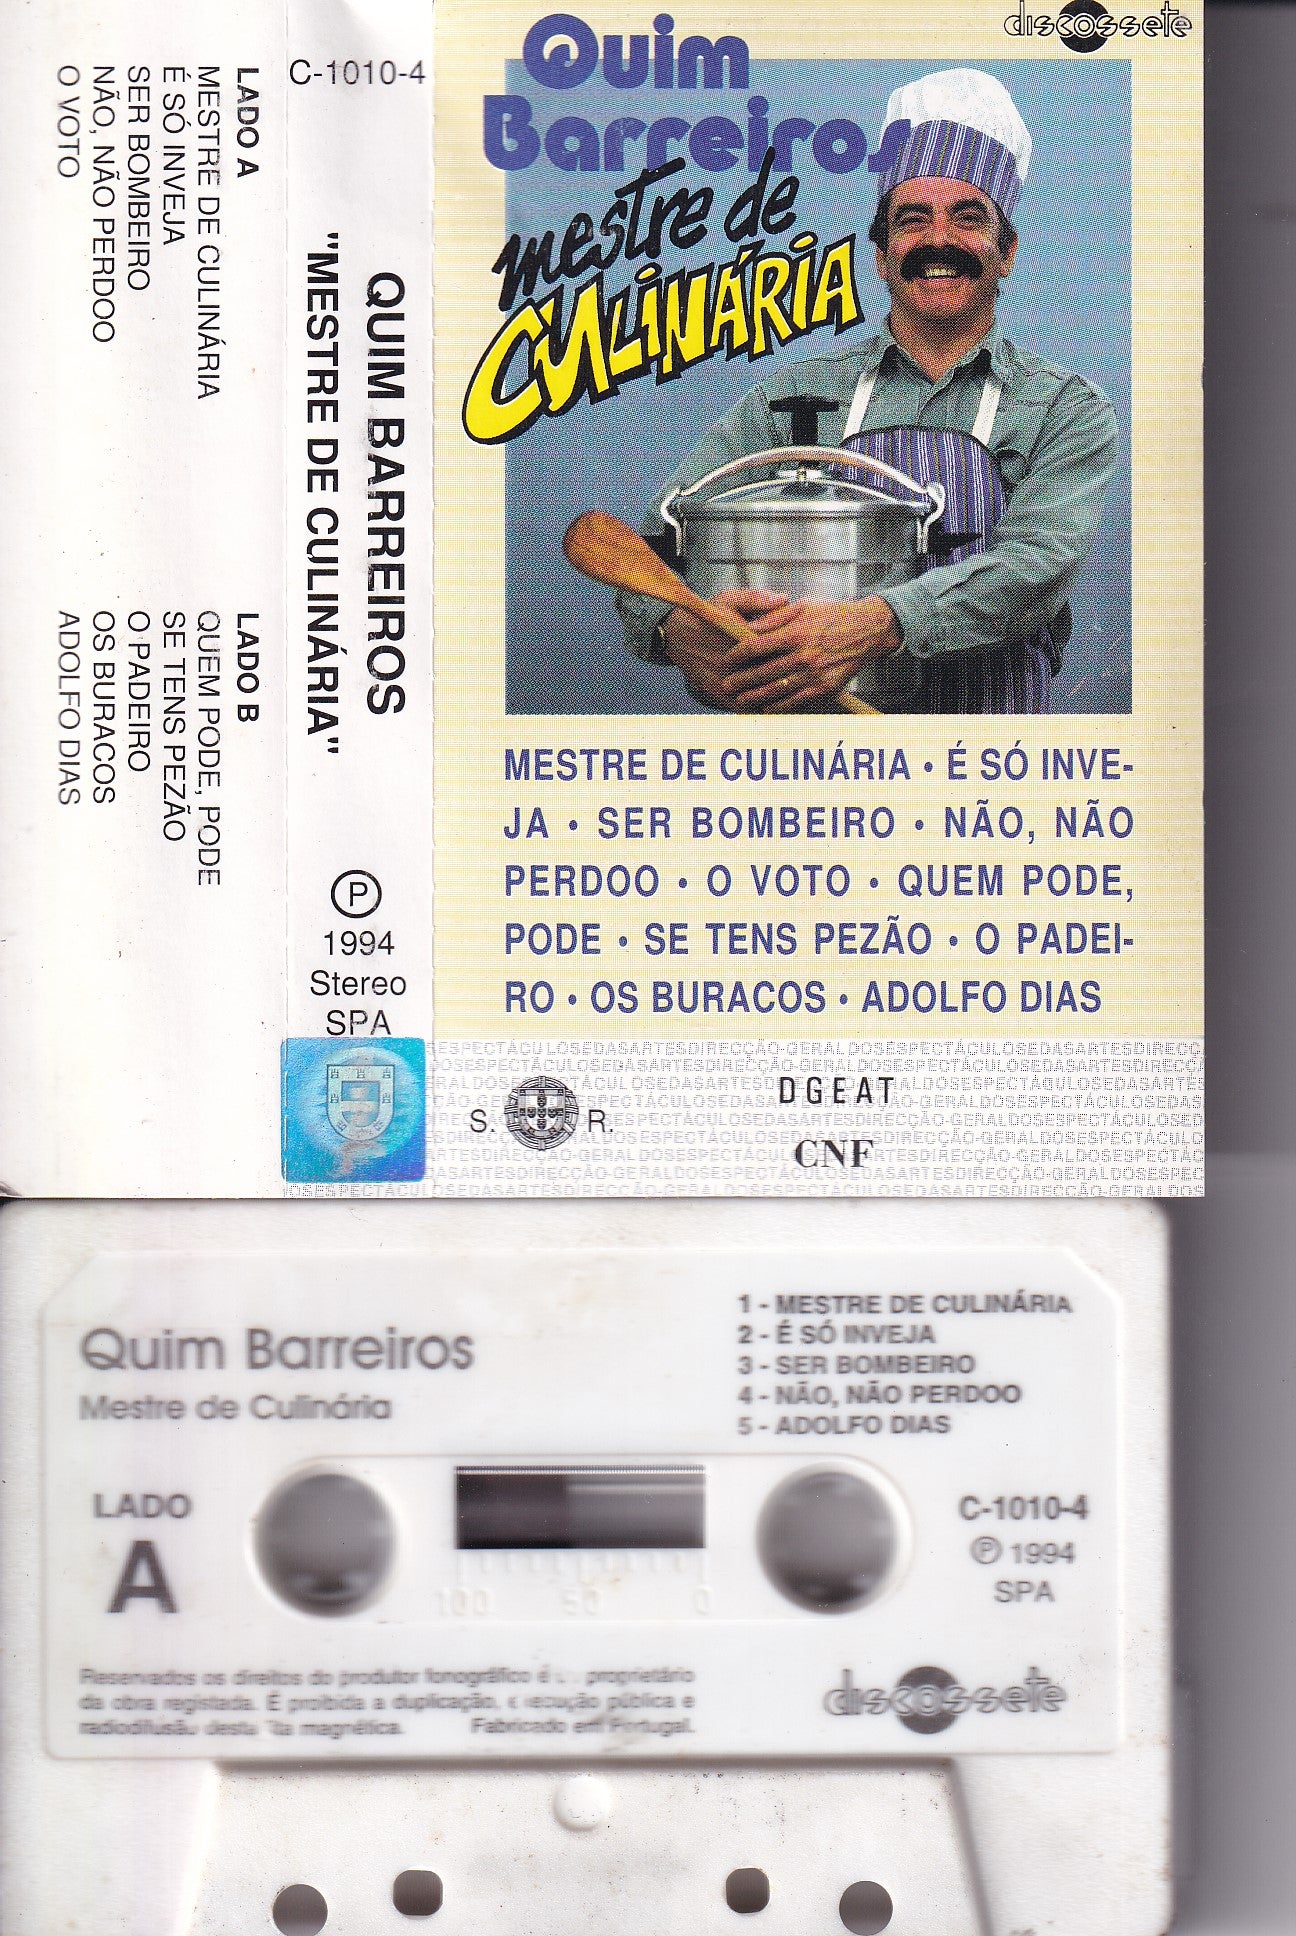 LADO A
MESTRE DE CULINÁRIA
É SÓ INVEJA
SER BOMBEIRO
NÃO, NÃO PERDOO
O VOTO
LADO B
QUEM PODE, PODE
SE TENS PEZÃO
O PADEIRO
OS BURACOS
ADOLFO DIAS
C-1010-4
QUIM BARREIROS
"MESTRE DE CULINÁRIA"
P
1994
Stereo
SPA
discossete
Quim
Barreiros
mestre de
CULINÁRIA
MESTRE DE CULINÁRIA • É SÓ INVE-
JA • SER BOMBEIRO • NÃO, NÃO
PERDOO • O VOTO • QUEM PODE,
PODE • SE TENS PEZÃO • O PADEI-
RO • OS BURACOS • ADOLFO DIAS
S. R.
DGEAT
CNF
Quim Barreiros
Mestre de Culinária
1 - MESTRE DE CULINÁRIA
2 - É SÓ INVEJA
3 - SER BOMBEIRO
4 - NÃO, NÃO PERDOO
5 - ADOLFO DIAS
LADO
A
100 50 0
C-1010-4
℗ 1994
SPA
Reservados os direitos do produtor fonográfico é proprietário
da obra registada. É proibida a duplicação, pública e
radiodifusão desta magnética. Fabricado em Portugal.
discossete